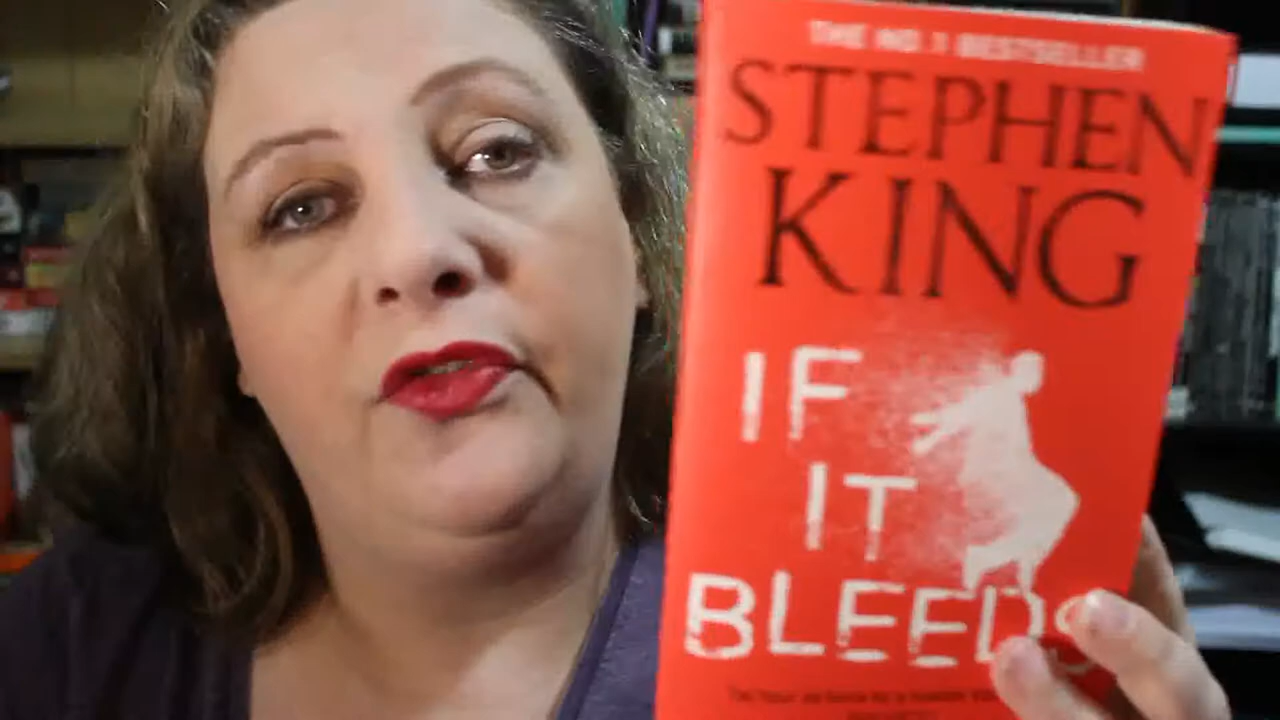 THE NO. 1 BESTSELLER
STEPHEN
KING
IF
IT
BLEEDS